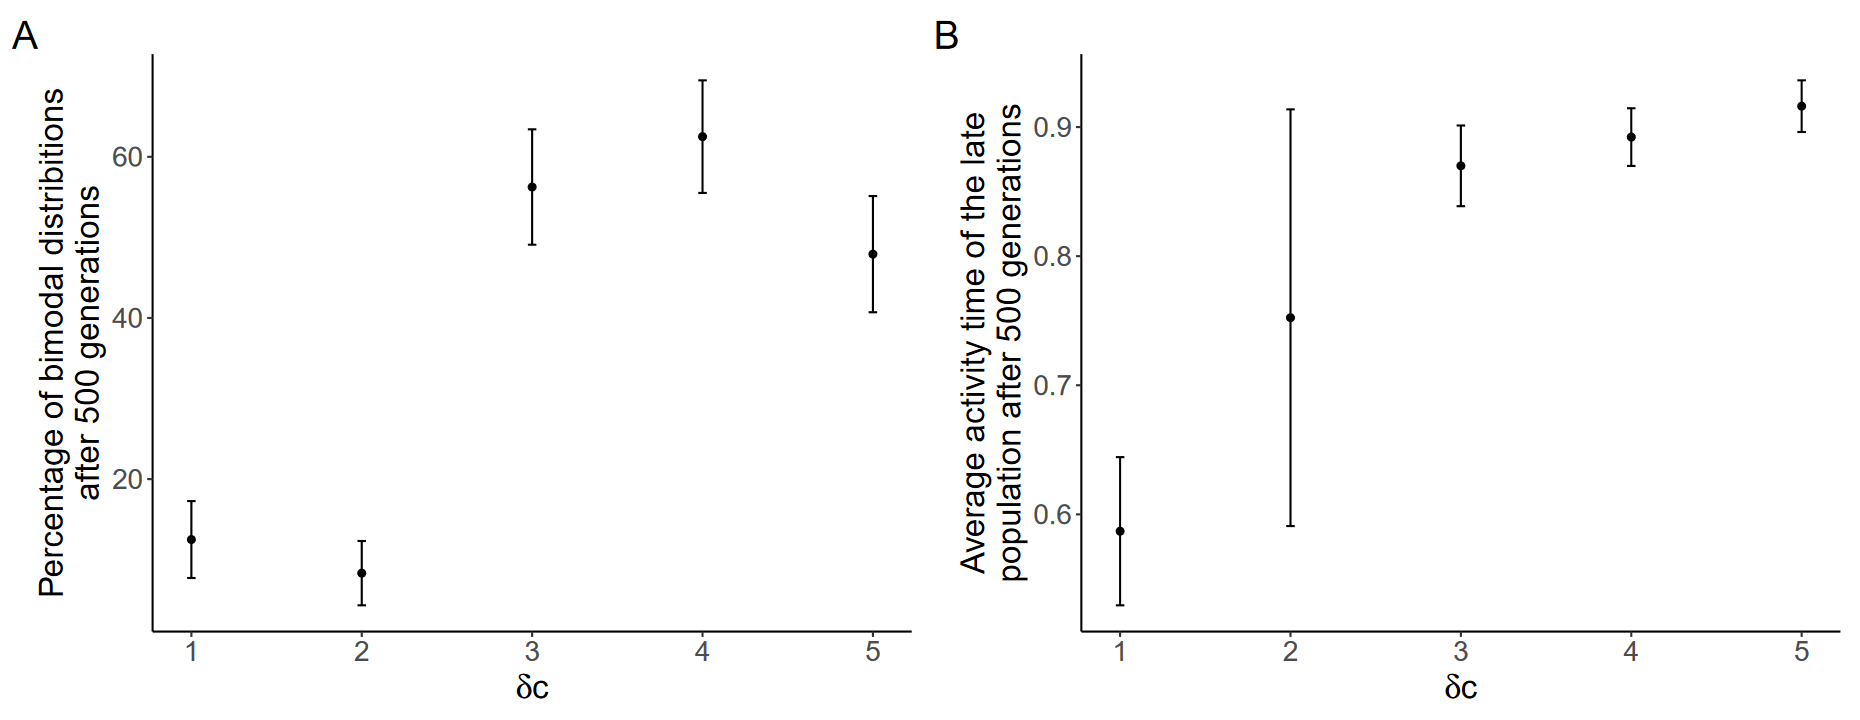 A
Percentage of bimodal distribitions
after 500 generations
60
40
20
1 2 3 4 5
δc
B
Average activity time of the late
population after 500 generations
0.9
0.8
0.7
0.6
1 2 3 4 5
δc